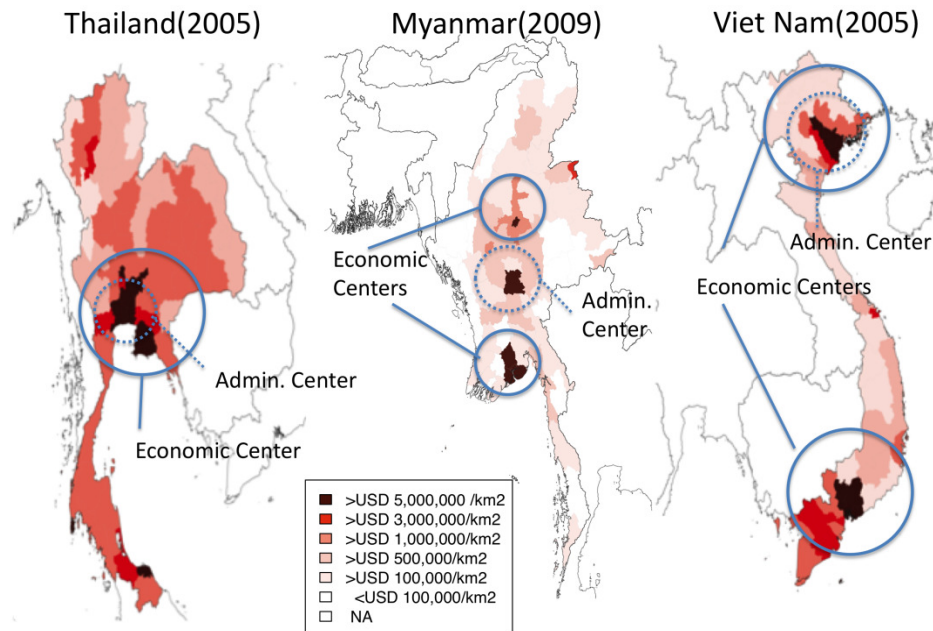 Thailand(2005)
Myanmar(2009)
Viet Nam(2005)
Admin. Center
Economic Center
Economic
Centers
Admin.
Center
Admin. Center
Economic Centers
>USD 5,000,000 /km2
>USD 3,000,000/km2
>USD 1,000,000/km2
>USD 500,000/km2
>USD 100,000/km2
<USD 100,000/km2
NA